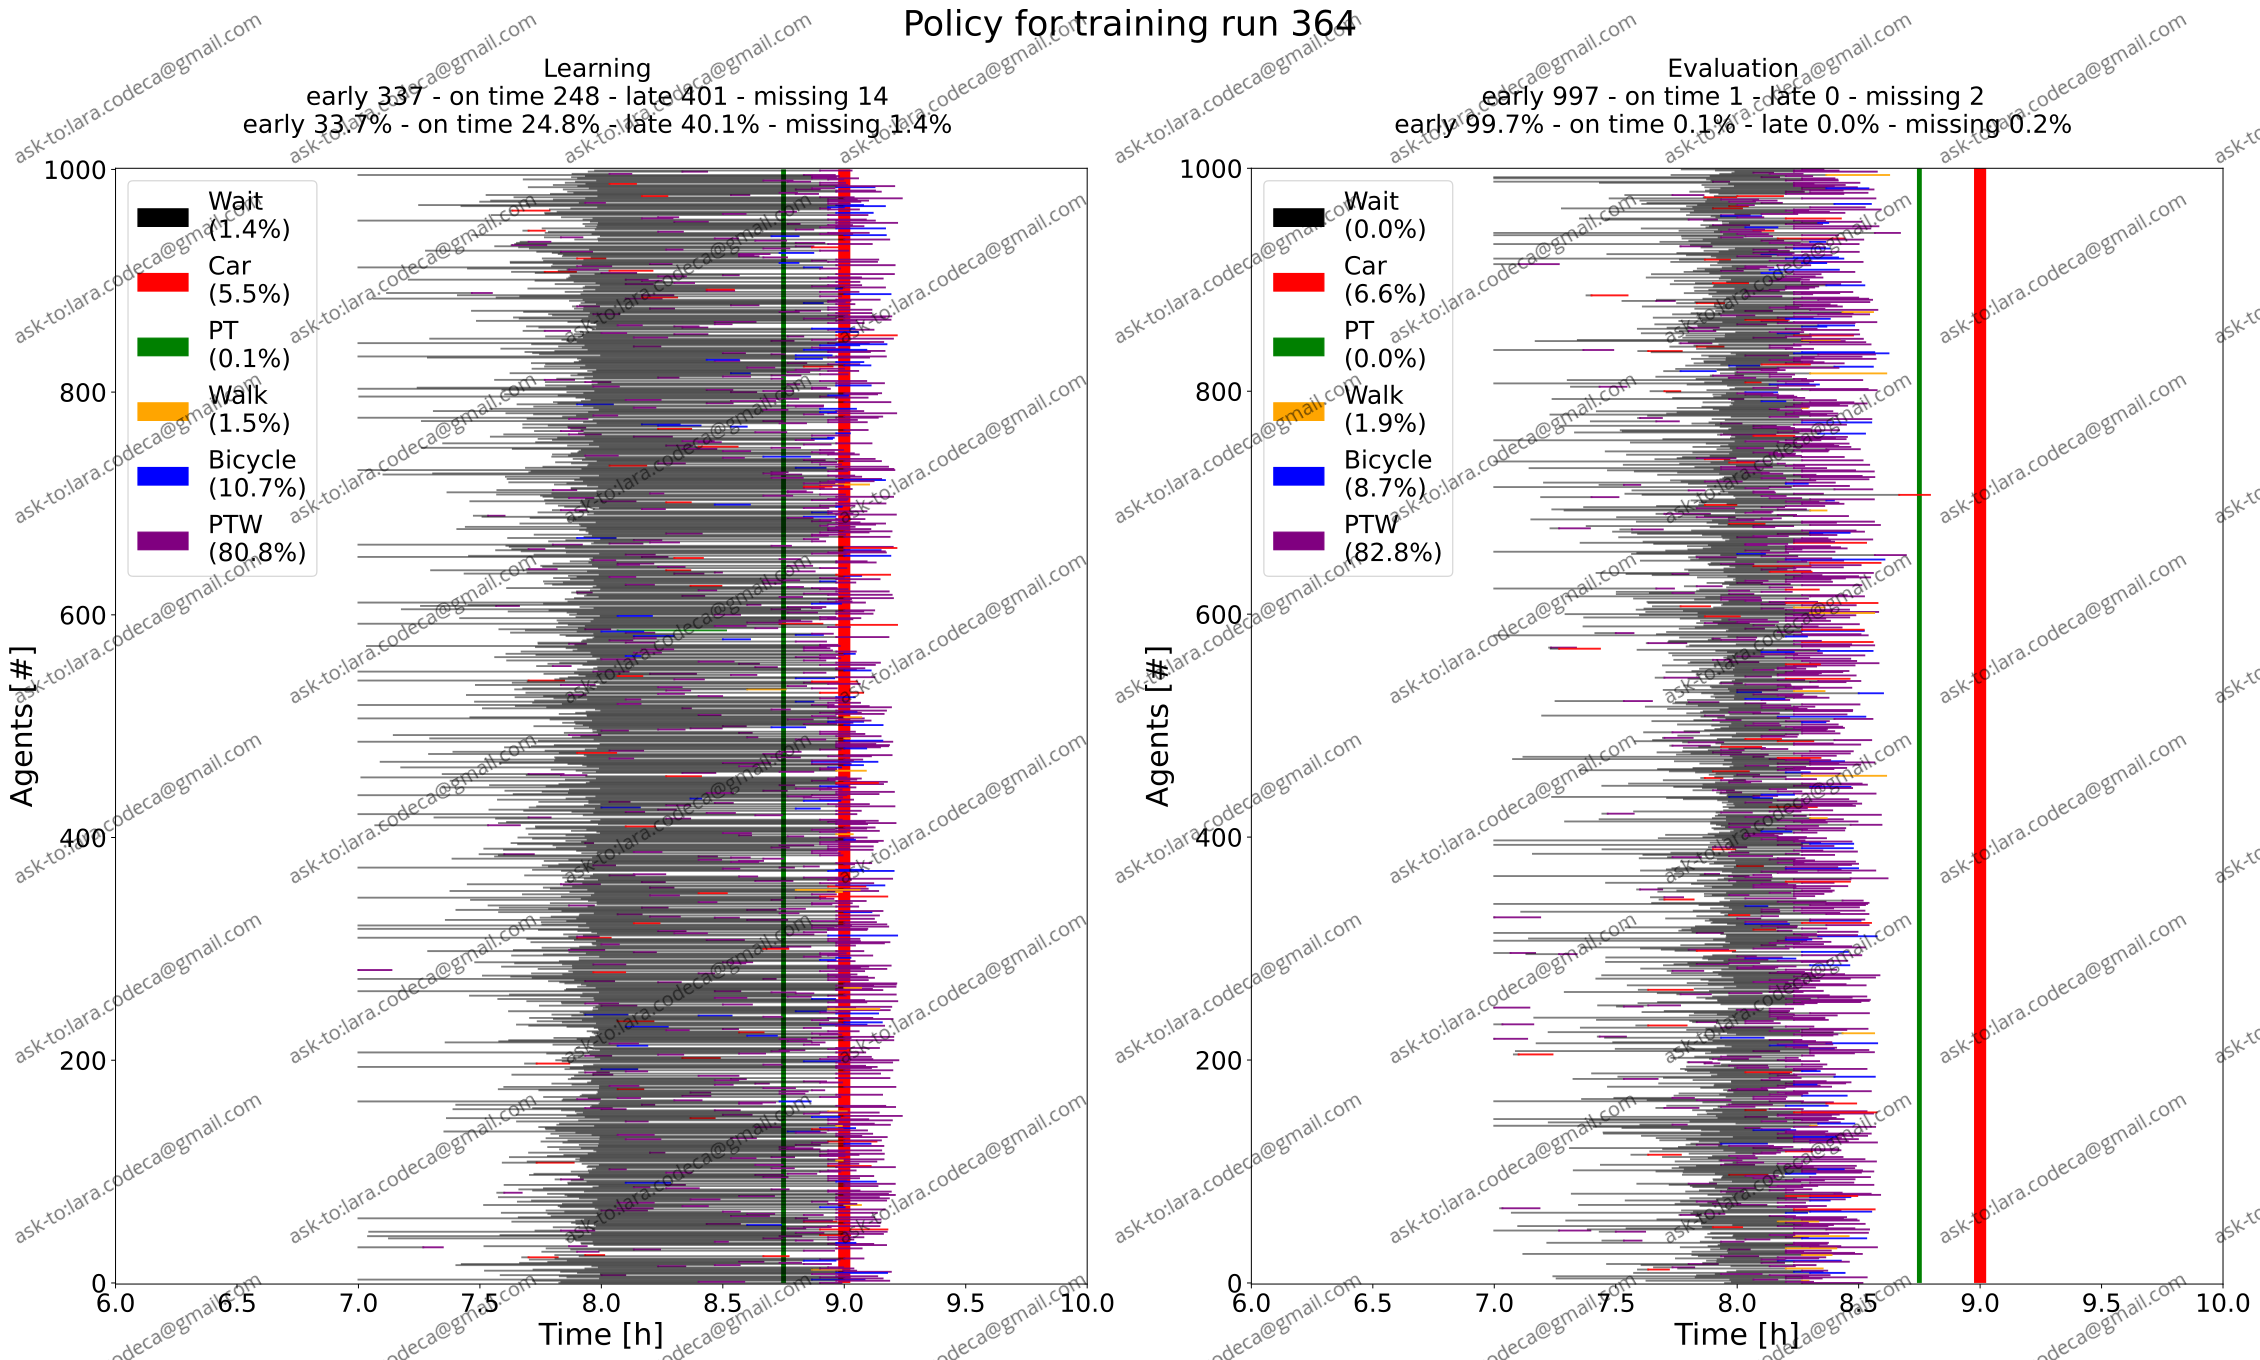 Policy for training run 364
Learning
early 337 - on time 248 - late 401 - missing 14
early 33.7% - on time 24.8% - late 40.1% - missing 1.4%
Agents [#]
1000
800
600
400
200
0
Wait
(1.4%)
Car
(5.5%)
PT
(0.1%)
Walk
(1.5%)
Bicycle
(10.7%)
PTW
(80.8%)
6.0 6.5 7.0 7.5 8.0 8.5 9.0 9.5 10.0
Time [h]
Evaluation
early 997 - on time 1 - late 0 - missing 2
early 99.7% - on time 0.1% - late 0.0% - missing 0.2%
Agents [#]
1000
800
600
400
200
0
Wait
(0.0%)
Car
(6.6%)
PT
(0.0%)
Walk
(1.9%)
Bicycle
(8.7%)
PTW
(82.8%)
6.0 6.5 7.0 7.5 8.0 8.5 9.0 9.5 10.0
Time [h]
ask-to:lara.codeca@gmail.com